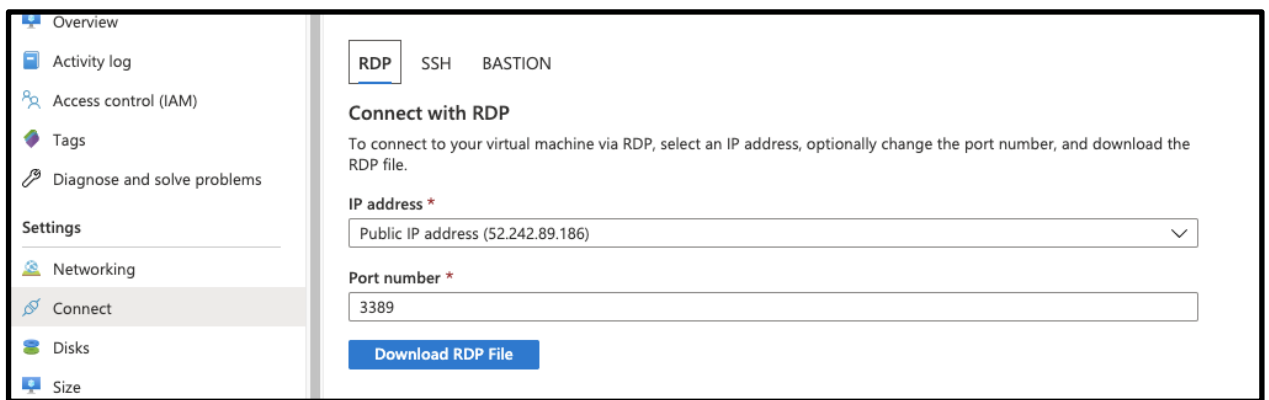 Overview
Activity log
Access control (IAM)
Tags
Diagnose and solve problems
Settings
Networking
Connect
Disks
Size
RDP SSH BASTION
Connect with RDP
To connect to your virtual machine via RDP, select an IP address, optionally change the port number, and download the
RDP file.
IP address *
Public IP address (52.242.89.186)
Port number *
3389
Download RDP File